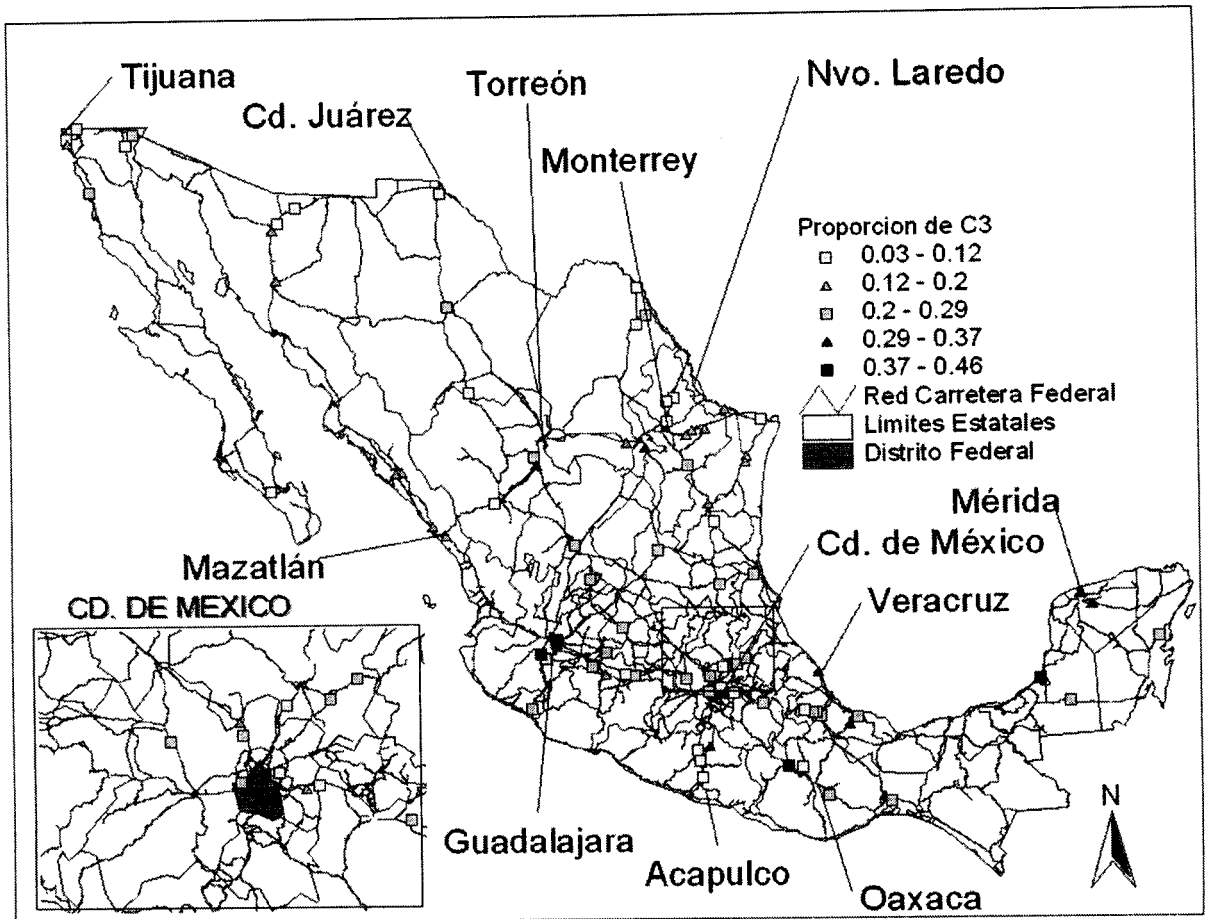 Tijuana
Torreón
Nvo. Laredo
Cd. Juárez
Monterrey
Proporcion de C3
0.03 - 0.12
0.12 - 0.2
0.2 - 0.29
0.29 - 0.37
0.37 - 0.46
Red Carretera Federal
Limites Estatales
Distrito Federal
Mérida
Cd. de México
Mazatlán
Veracruz
CD. DE MEXICO
N
Guadalajara
Acapulco
Oaxaca